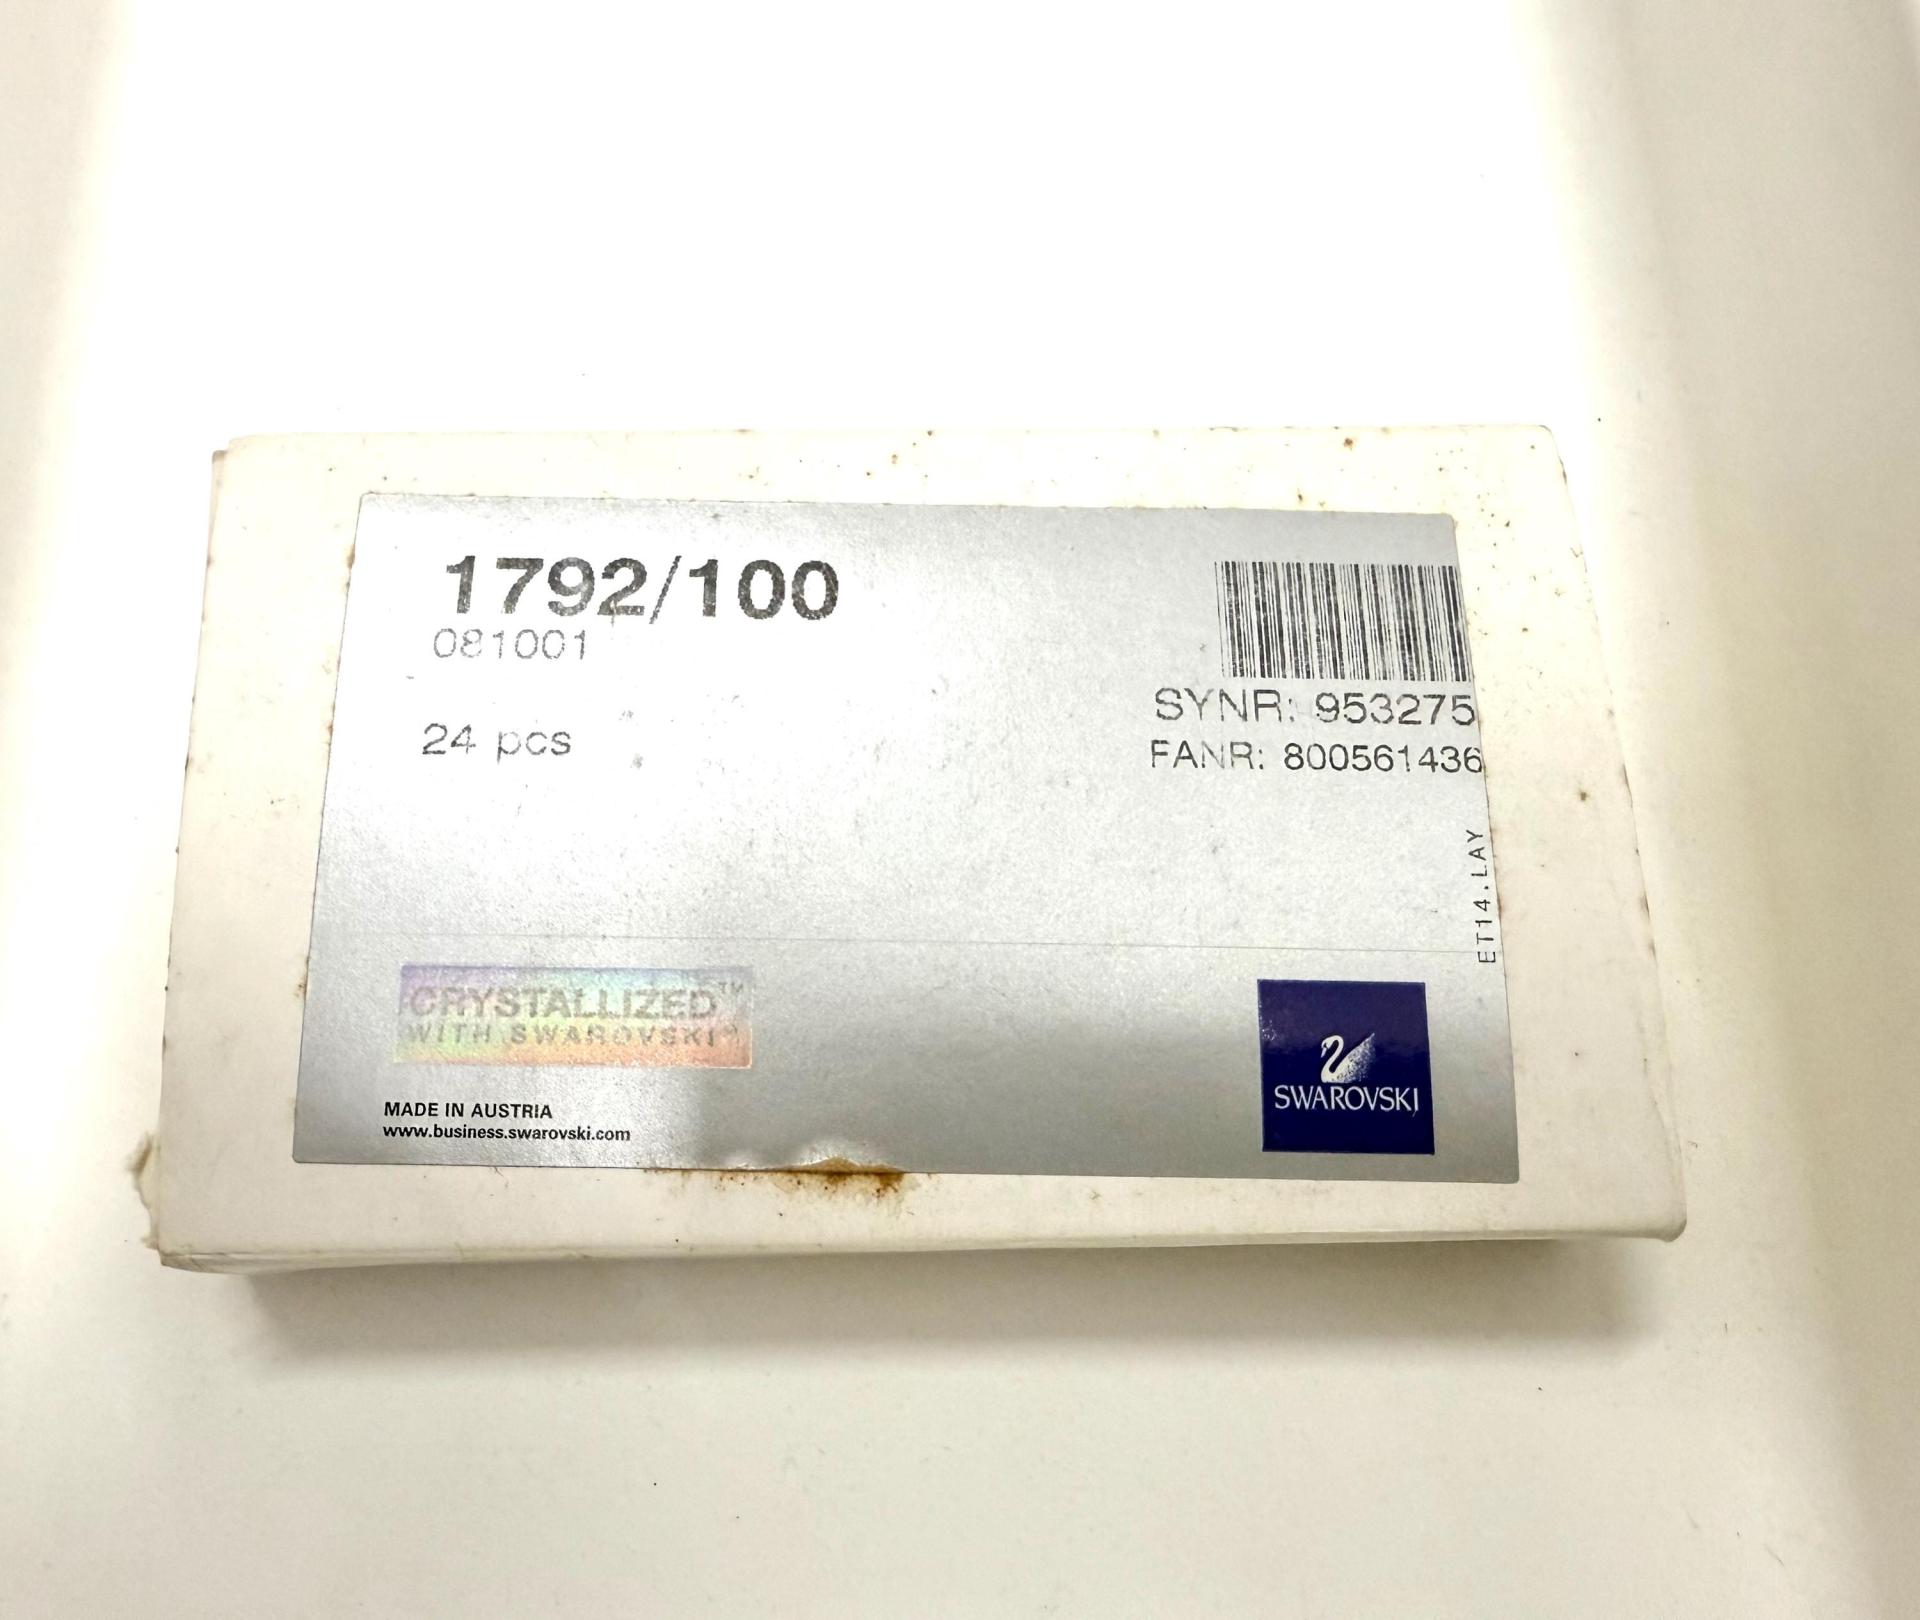 1792/100
081001
24 pcs
SYNR: 953275
FANR: 800561436
ET14.LAY
CRYSTALLIZED™
WITH SWAROVSKI®
MADE IN AUSTRIA
www.business.swarovski.com
SWAROVSKI